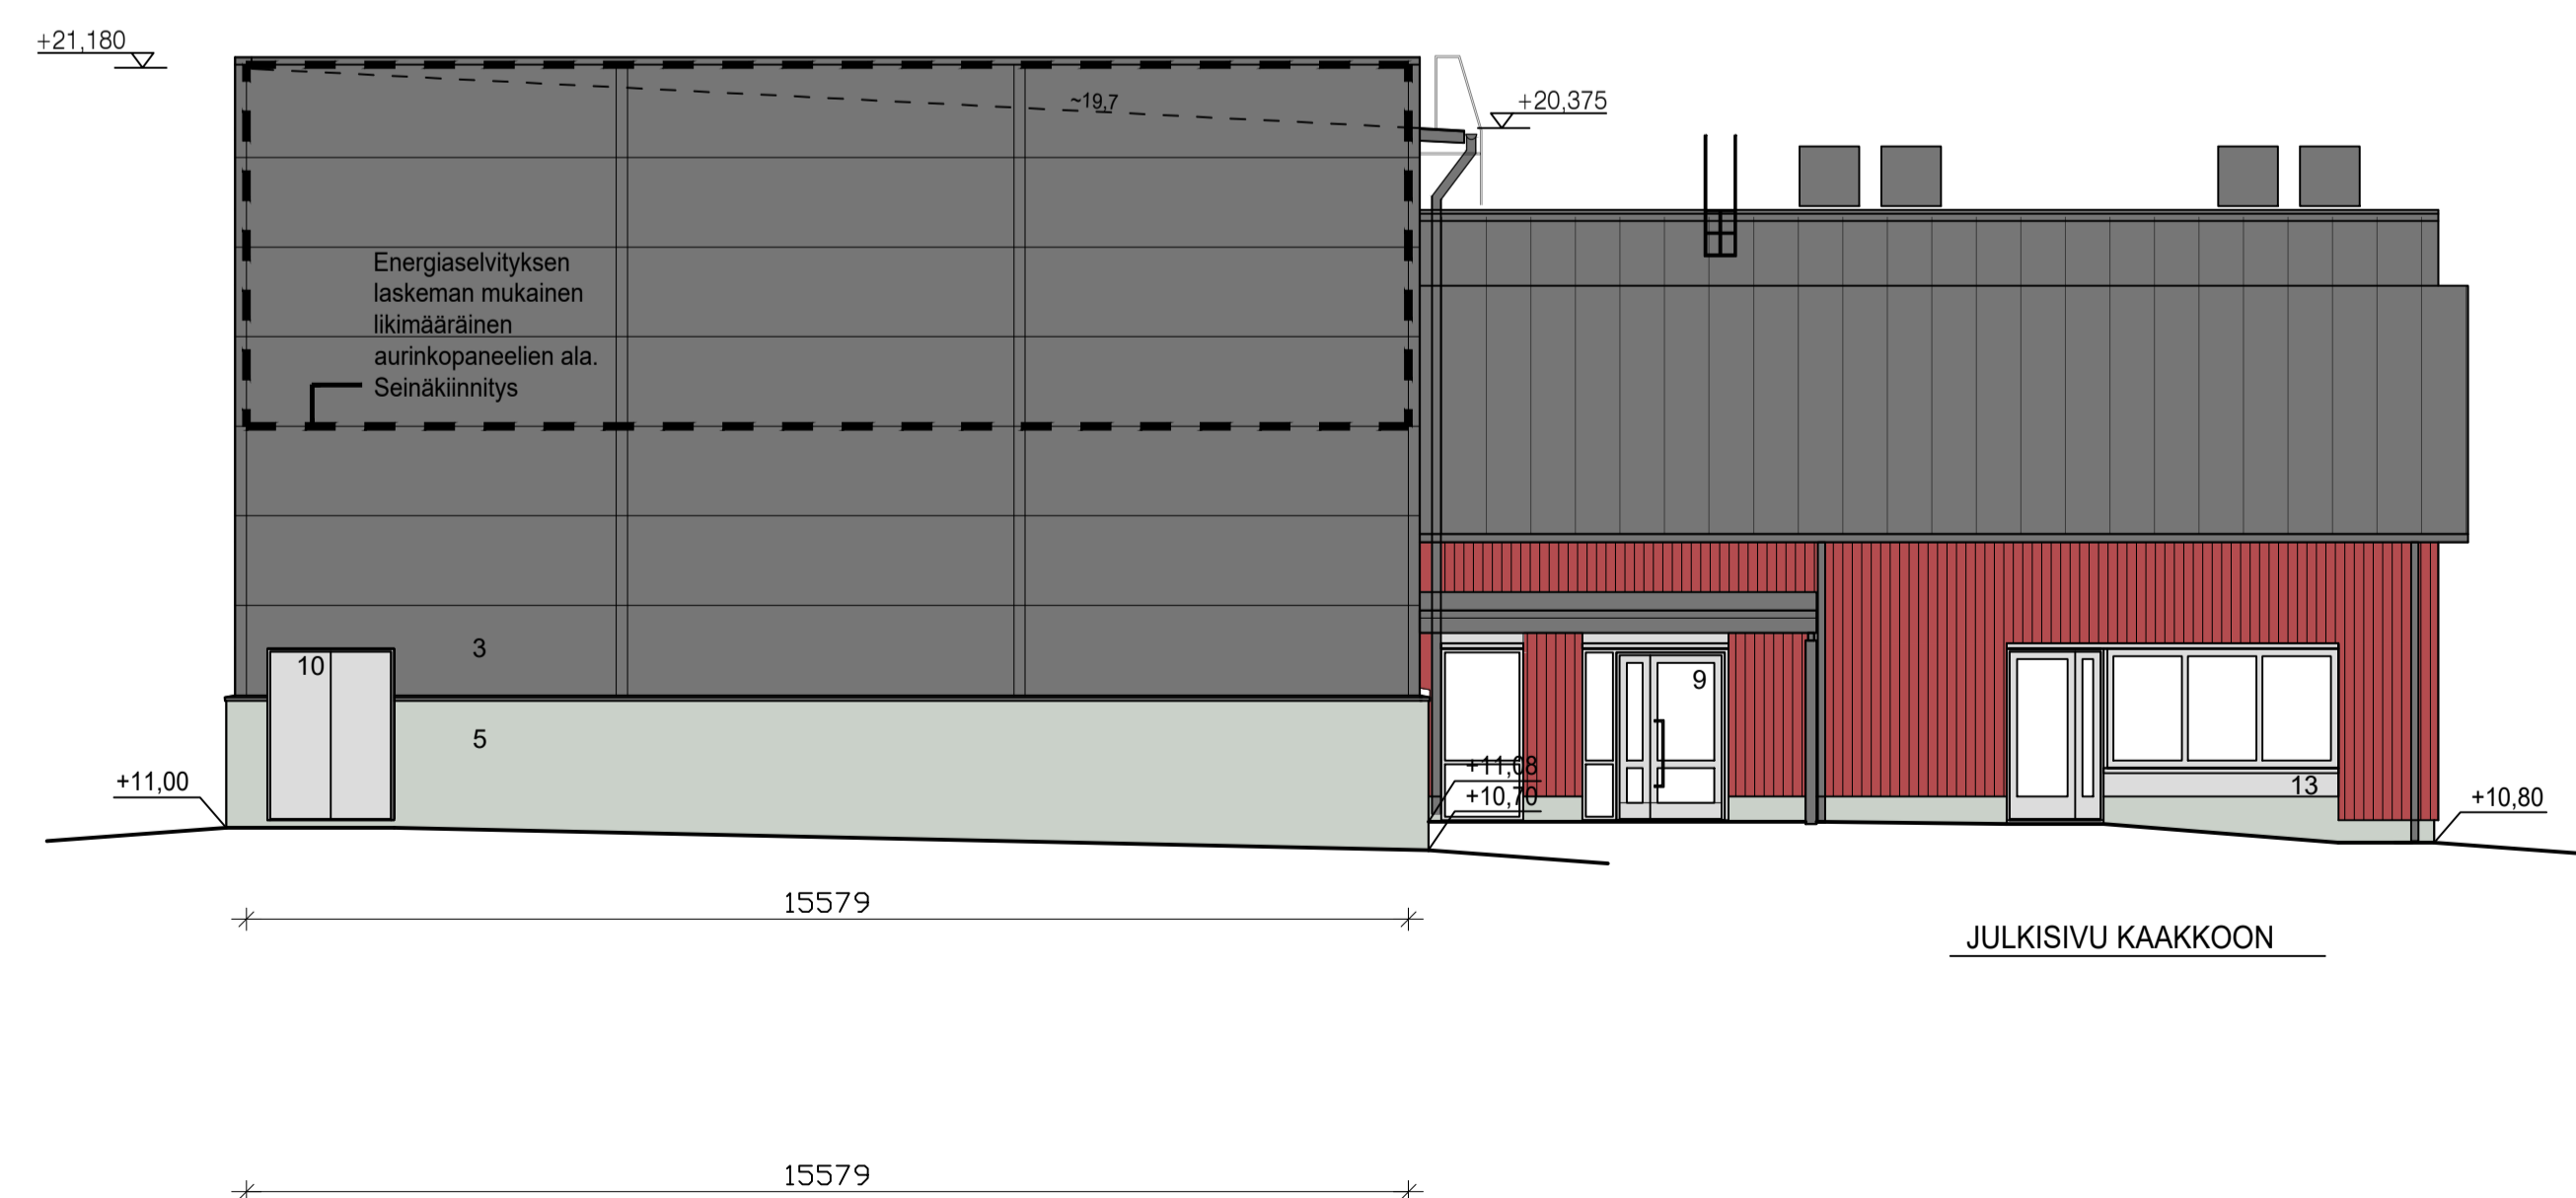 +21,180
~19,7
+20,375
Energiaselvityksen
laskeman mukainen
likimääräinen
aurinkopaneelien ala.
Seinäkiinnitys
3
10
9
5
+11,00
+11,08
+10,70
13
+10,80
15579
JULKISIVU KAAKKOON
15579